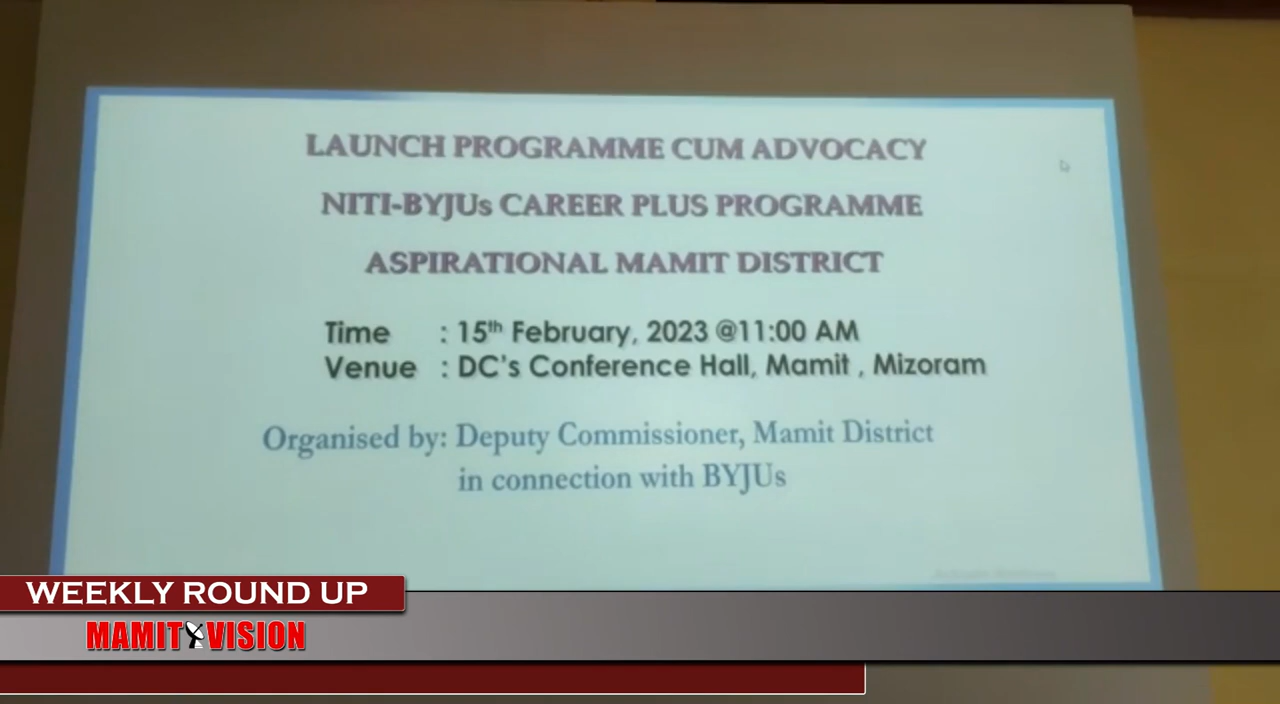 LAUNCH PROGRAMME CUM ADVOCACY
NITI-BYJUs CAREER PLUS PROGRAMME
ASPIRATIONAL MAMIT DISTRICT
Time : 15th February, 2023 @11:00 AM
Venue : DC's Conference Hall, Mamit , Mizoram
Organised by: Deputy Commissioner, Mamit District
in connection with BYJUs
WEEKLY ROUND UP
MAMIT VISION